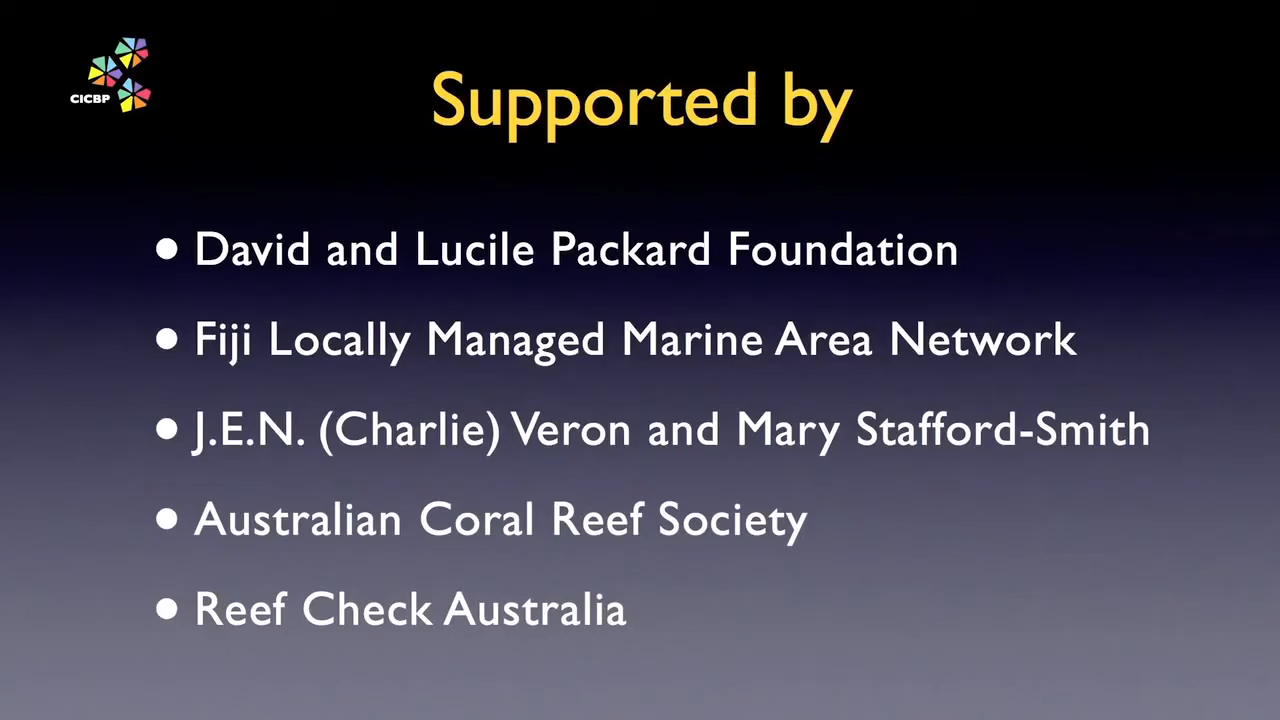 CICBP
Supported by
• David and Lucile Packard Foundation
• Fiji Locally Managed Marine Area Network
• J.E.N. (Charlie) Veron and Mary Stafford-Smith
• Australian Coral Reef Society
• Reef Check Australia